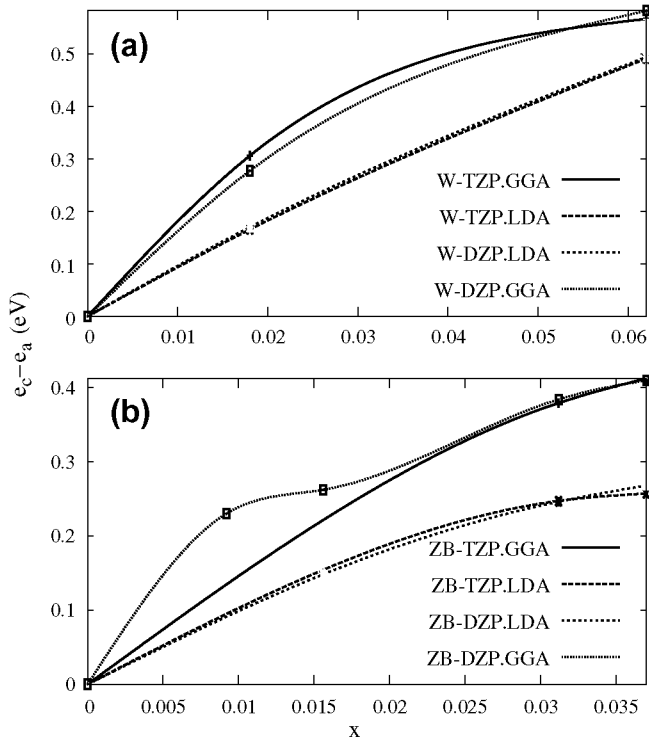 (a)
0.5
0.4
0.3
0.2
0.1
0
W-TZP.GGA
W-TZP.LDA
W-DZP.LDA
W-DZP.GGA
0 0.01 0.02 0.03 0.04 0.05 0.06
e_c–e_a (eV)
(b)
0.4
0.3
0.2
0.1
0
ZB-TZP.GGA
ZB-TZP.LDA
ZB-DZP.LDA
ZB-DZP.GGA
0 0.005 0.01 0.015 0.02 0.025 0.03 0.035
x